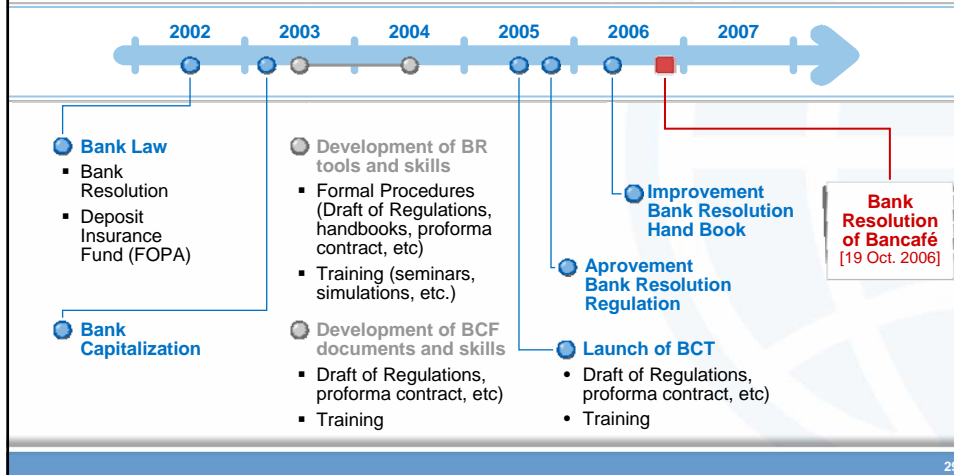 2002 2003 2004 2005 2006 2007
Bank Law
▪ Bank
Resolution
▪ Deposit
Insurance
Fund (FOPA)
Bank
Capitalization
Development of BR
tools and skills
▪ Formal Procedures
(Draft of Regulations,
handbooks, proforma
contract, etc)
▪ Training (seminars,
simulations, etc.)
Development of BCF
documents and skills
▪ Draft of Regulations,
proforma contract, etc)
▪ Training
Improvement
Bank Resolution
Hand Book
Aprovement
Bank Resolution
Regulation
Launch of BCT
• Draft of Regulations,
proforma contract, etc)
• Training
Bank
Resolution
of Bancafé
[19 Oct. 2006]